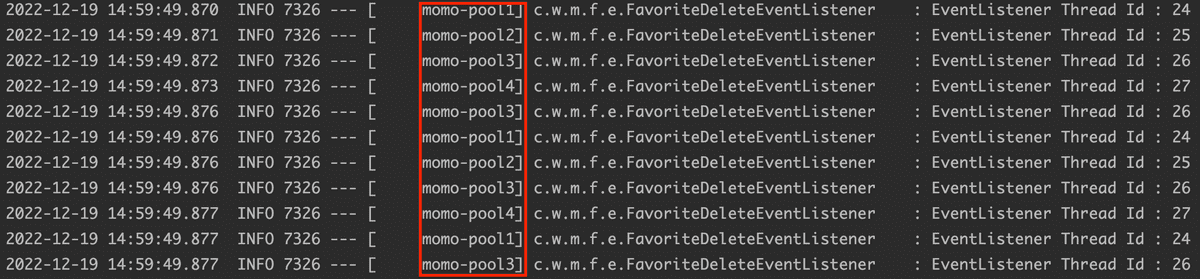 2022-12-19 14:59:49.870  INFO 7326 --- [     momo-pool1] c.w.m.f.e.FavoriteDeleteEventListener    : EventListener Thread Id : 24
2022-12-19 14:59:49.871  INFO 7326 --- [     momo-pool2] c.w.m.f.e.FavoriteDeleteEventListener    : EventListener Thread Id : 25
2022-12-19 14:59:49.872  INFO 7326 --- [     momo-pool3] c.w.m.f.e.FavoriteDeleteEventListener    : EventListener Thread Id : 26
2022-12-19 14:59:49.873  INFO 7326 --- [     momo-pool4] c.w.m.f.e.FavoriteDeleteEventListener    : EventListener Thread Id : 27
2022-12-19 14:59:49.876  INFO 7326 --- [     momo-pool3] c.w.m.f.e.FavoriteDeleteEventListener    : EventListener Thread Id : 26
2022-12-19 14:59:49.876  INFO 7326 --- [     momo-pool1] c.w.m.f.e.FavoriteDeleteEventListener    : EventListener Thread Id : 24
2022-12-19 14:59:49.876  INFO 7326 --- [     momo-pool2] c.w.m.f.e.FavoriteDeleteEventListener    : EventListener Thread Id : 25
2022-12-19 14:59:49.876  INFO 7326 --- [     momo-pool3] c.w.m.f.e.FavoriteDeleteEventListener    : EventListener Thread Id : 26
2022-12-19 14:59:49.877  INFO 7326 --- [     momo-pool4] c.w.m.f.e.FavoriteDeleteEventListener    : EventListener Thread Id : 27
2022-12-19 14:59:49.877  INFO 7326 --- [     momo-pool1] c.w.m.f.e.FavoriteDeleteEventListener    : EventListener Thread Id : 24
2022-12-19 14:59:49.877  INFO 7326 --- [     momo-pool3] c.w.m.f.e.FavoriteDeleteEventListener    : EventListener Thread Id : 26